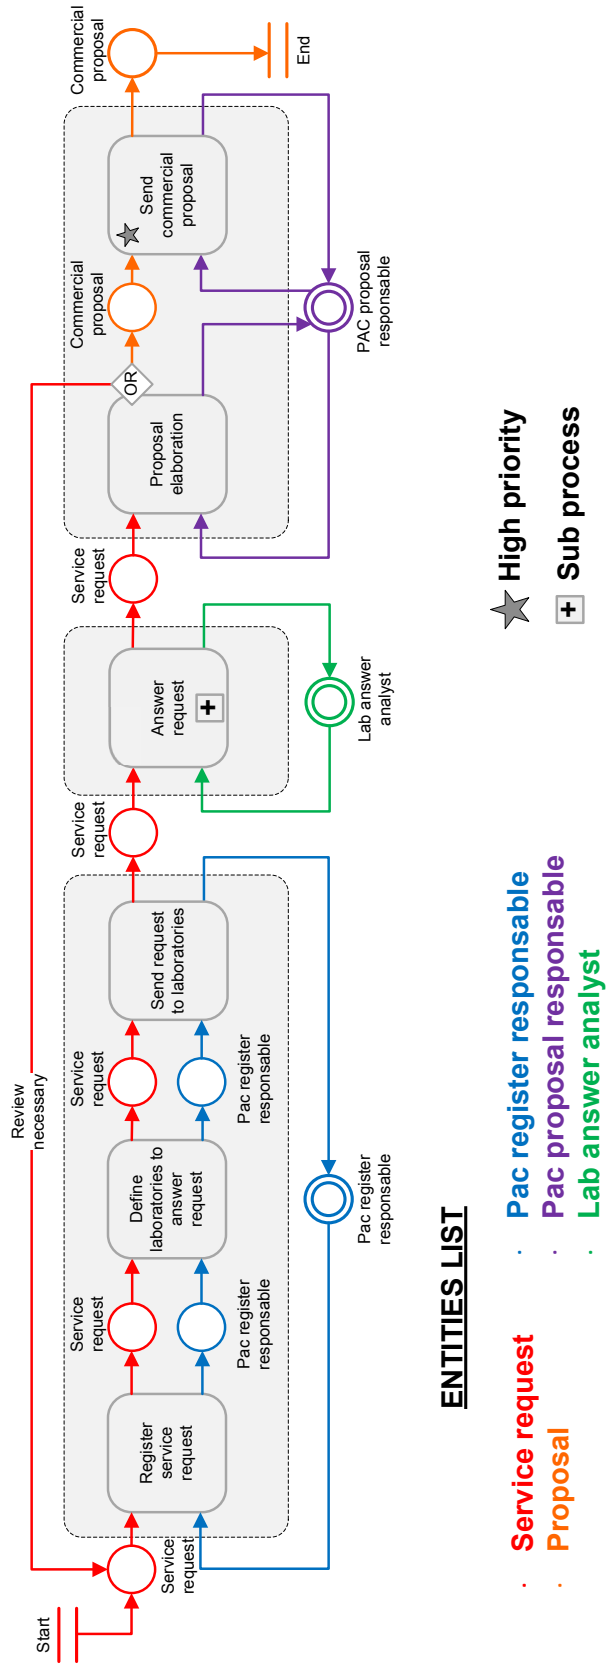 Start
Service
request
Review
necessary
Register
service
request
Service
request
Pac register
responsable
Define
laboratories to
answer
request
Service
request
Pac register
responsable
Send request
to laboratories
Pac register
responsable
Service
request
Answer
request
Lab answer
analyst
Service
request
Proposal
elaboration
OR
Commercial
proposal
Send
commercial
proposal
PAC proposal
responsable
Commercial
proposal
End
ENTITIES LIST
· Service request
· Proposal
· Pac register responsable
· Pac proposal responsable
· Lab answer analyst
High priority
Sub process